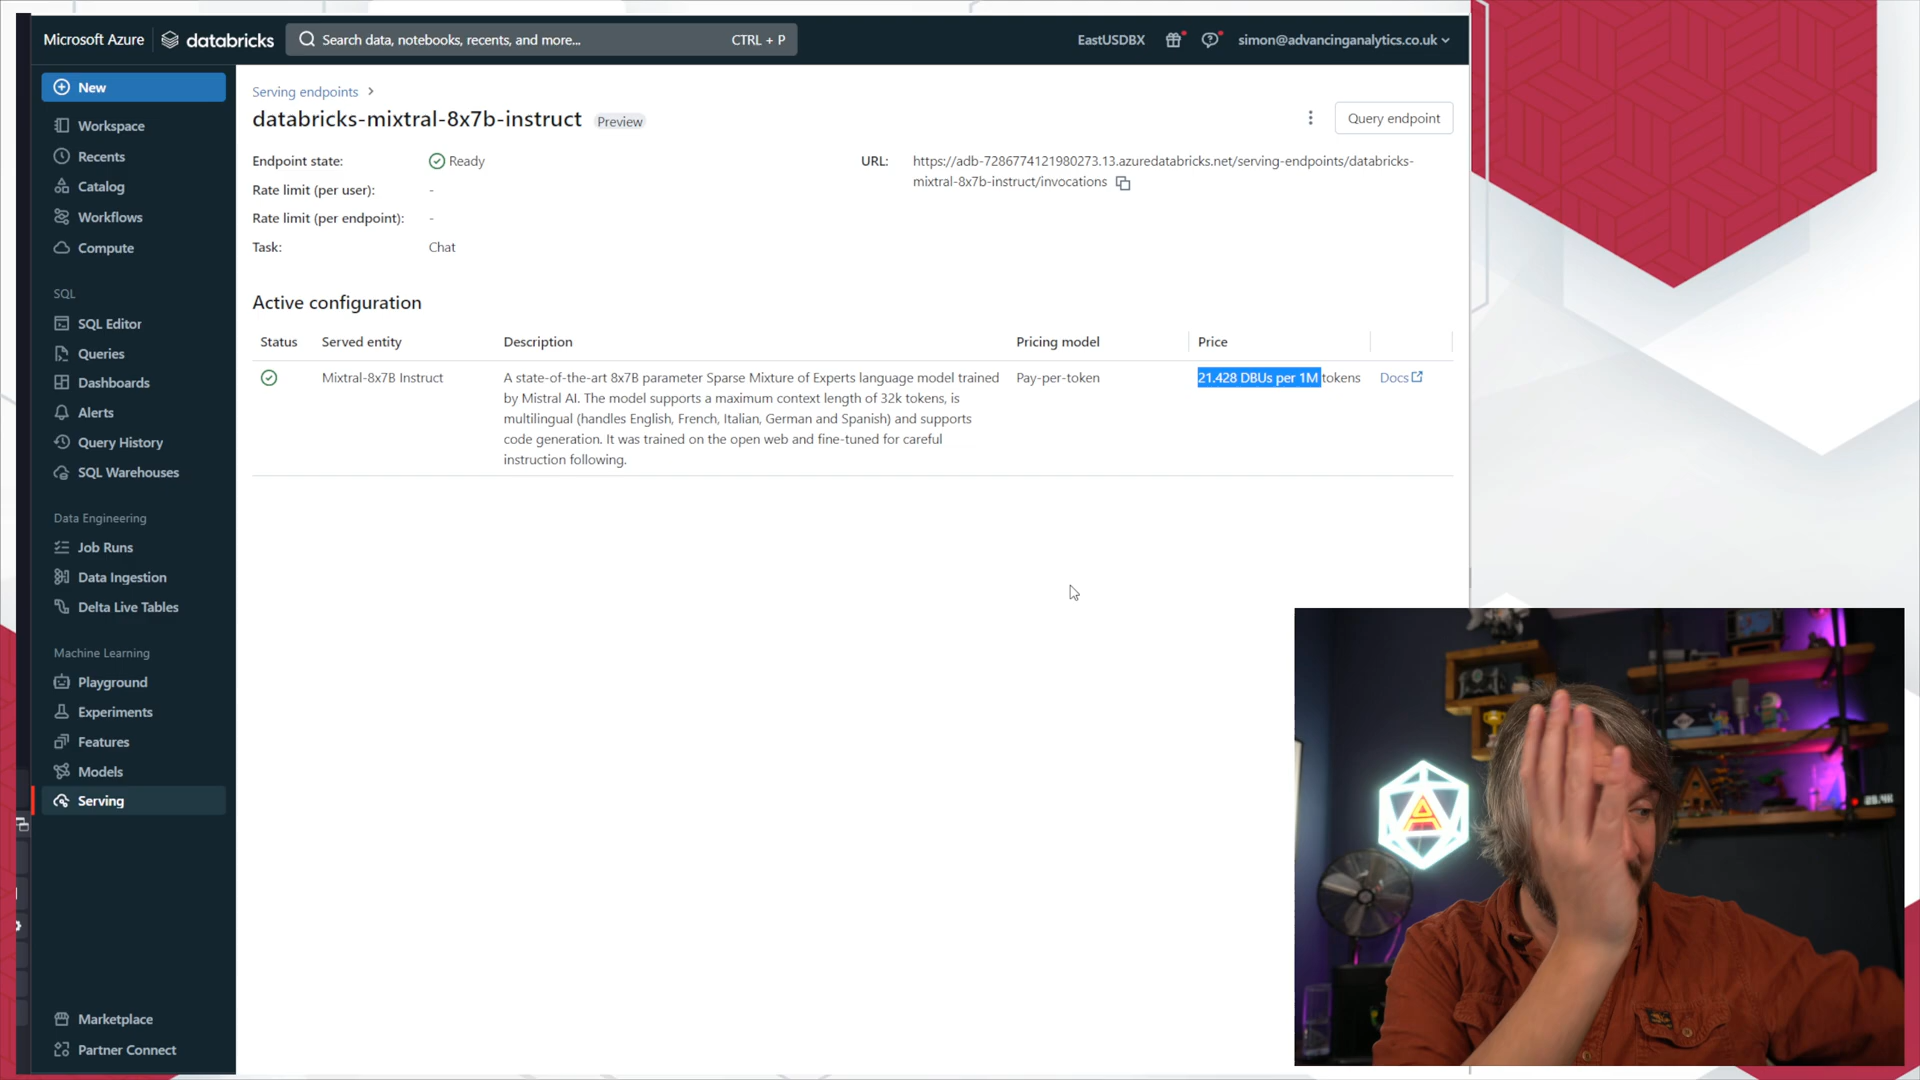 Microsoft Azure
databricks
Search data, notebooks, recents, and more...
CTRL + P
EastUSDBX
simon@advancinganalytics.co.uk
New
Workspace
Recents
Catalog
Workflows
Compute
SQL
SQL Editor
Queries
Dashboards
Alerts
Query History
SQL Warehouses
Data Engineering
Job Runs
Data Ingestion
Delta Live Tables
Machine Learning
Playground
Experiments
Features
Models
Serving
Marketplace
Partner Connect
Serving endpoints
databricks-mixtral-8x7b-instruct
Preview
Query endpoint
Endpoint state:
Ready
Rate limit (per user):
-
Rate limit (per endpoint):
-
Task:
Chat
URL:
https://adb-7286774121980273.13.azuredatabricks.net/serving-endpoints/databricks-
mixtral-8x7b-instruct/invocations
Active configuration
Status
Served entity
Description
Pricing model
Price
Mixtral-8x7B Instruct
A state-of-the-art 8x7B parameter Sparse Mixture of Experts language model trained
by Mistral AI. The model supports a maximum context length of 32k tokens, is
multilingual (handles English, French, Italian, German and Spanish) and supports
code generation. It was trained on the open web and fine-tuned for careful
instruction following.
Pay-per-token
21.428 DBUs per 1M tokens
Docs